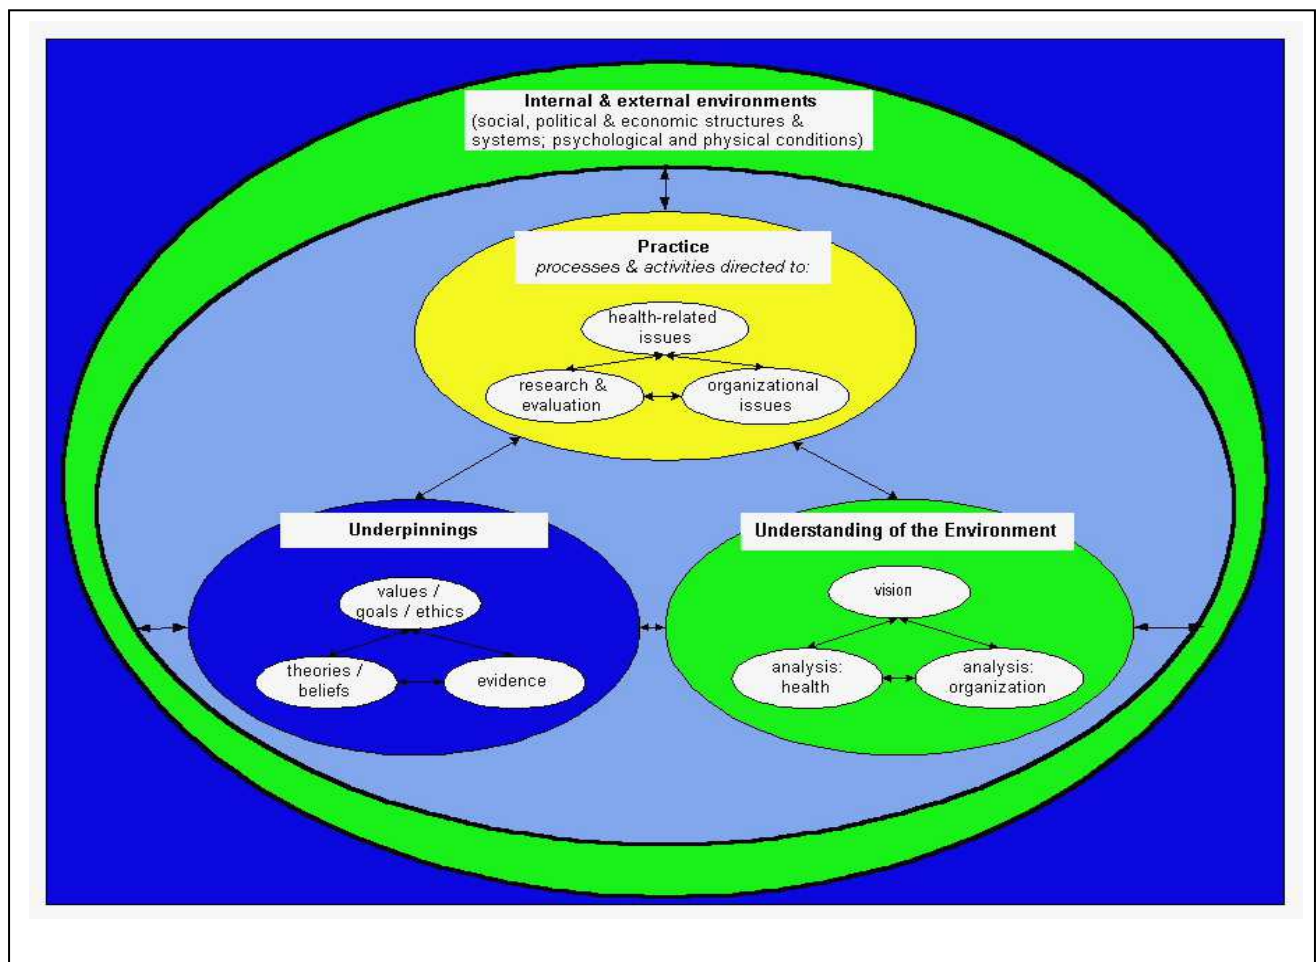 Internal & external environments
(social, political & economic structures &
systems; psychological and physical conditions)
Practice
processes & activities directed to:
health-related
issues
research &
evaluation
organizational
issues
Underpinnings
values /
goals / ethics
theories /
beliefs
evidence
Understanding of the Environment
vision
analysis:
health
analysis:
organization